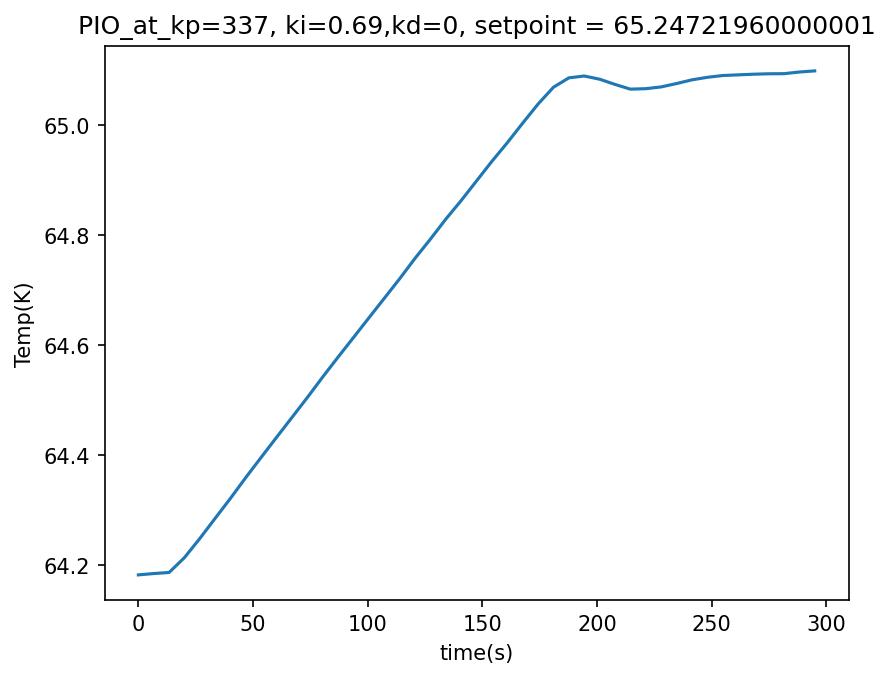 PIO_at_kp=337, ki=0.69,kd=0, setpoint = 65.24721960000001
65.0
64.8
64.6
64.4
64.2
Temp(K)
0 50 100 150 200 250 300
time(s)